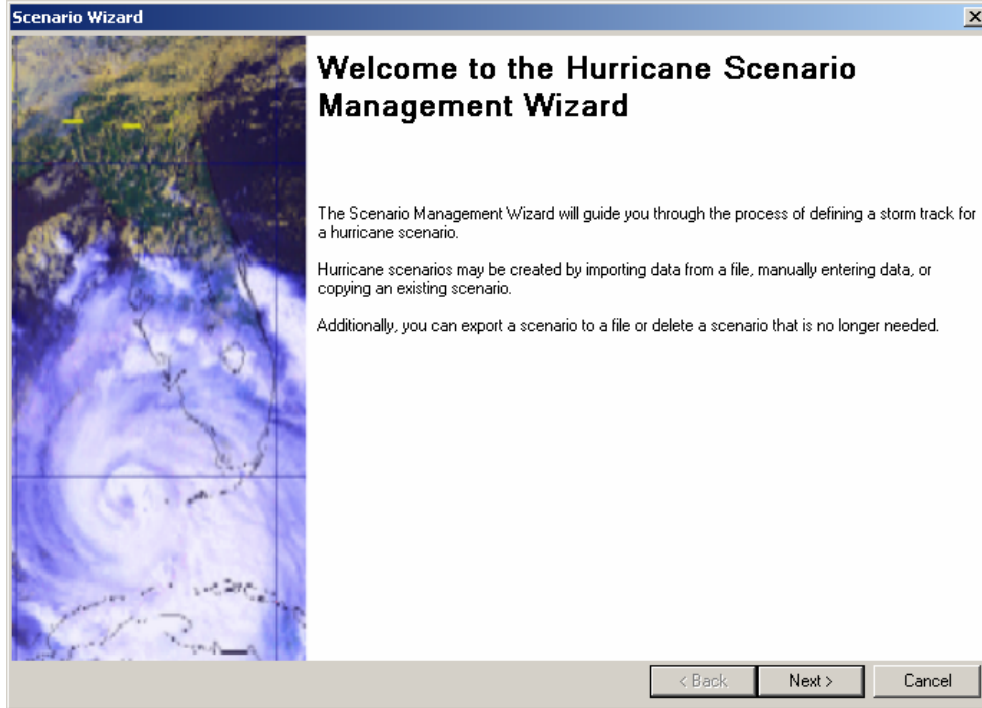 Scenario Wizard
Welcome to the Hurricane Scenario
Management Wizard
The Scenario Management Wizard will guide you through the process of defining a storm track for
a hurricane scenario.
Hurricane scenarios may be created by importing data from a file, manually entering data, or
copying an existing scenario.
Additionally, you can export a scenario to a file or delete a scenario that is no longer needed.
< Back
Next >
Cancel